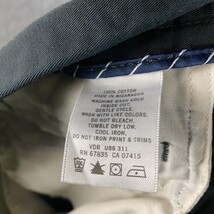 100% COTTON
MADE IN NICARAGUA
MACHINE WASH COLD
INSIDE OUT,
GENTLE CYCLE.
WASH WITH LIKE COLORS,
DO NOT BLEACH.
TUMBLE DRY LOW,
COOL IRON,
DO NOT IRON PRINT & TRIMS
VDR UBB 311
RN 67835 CA 07415